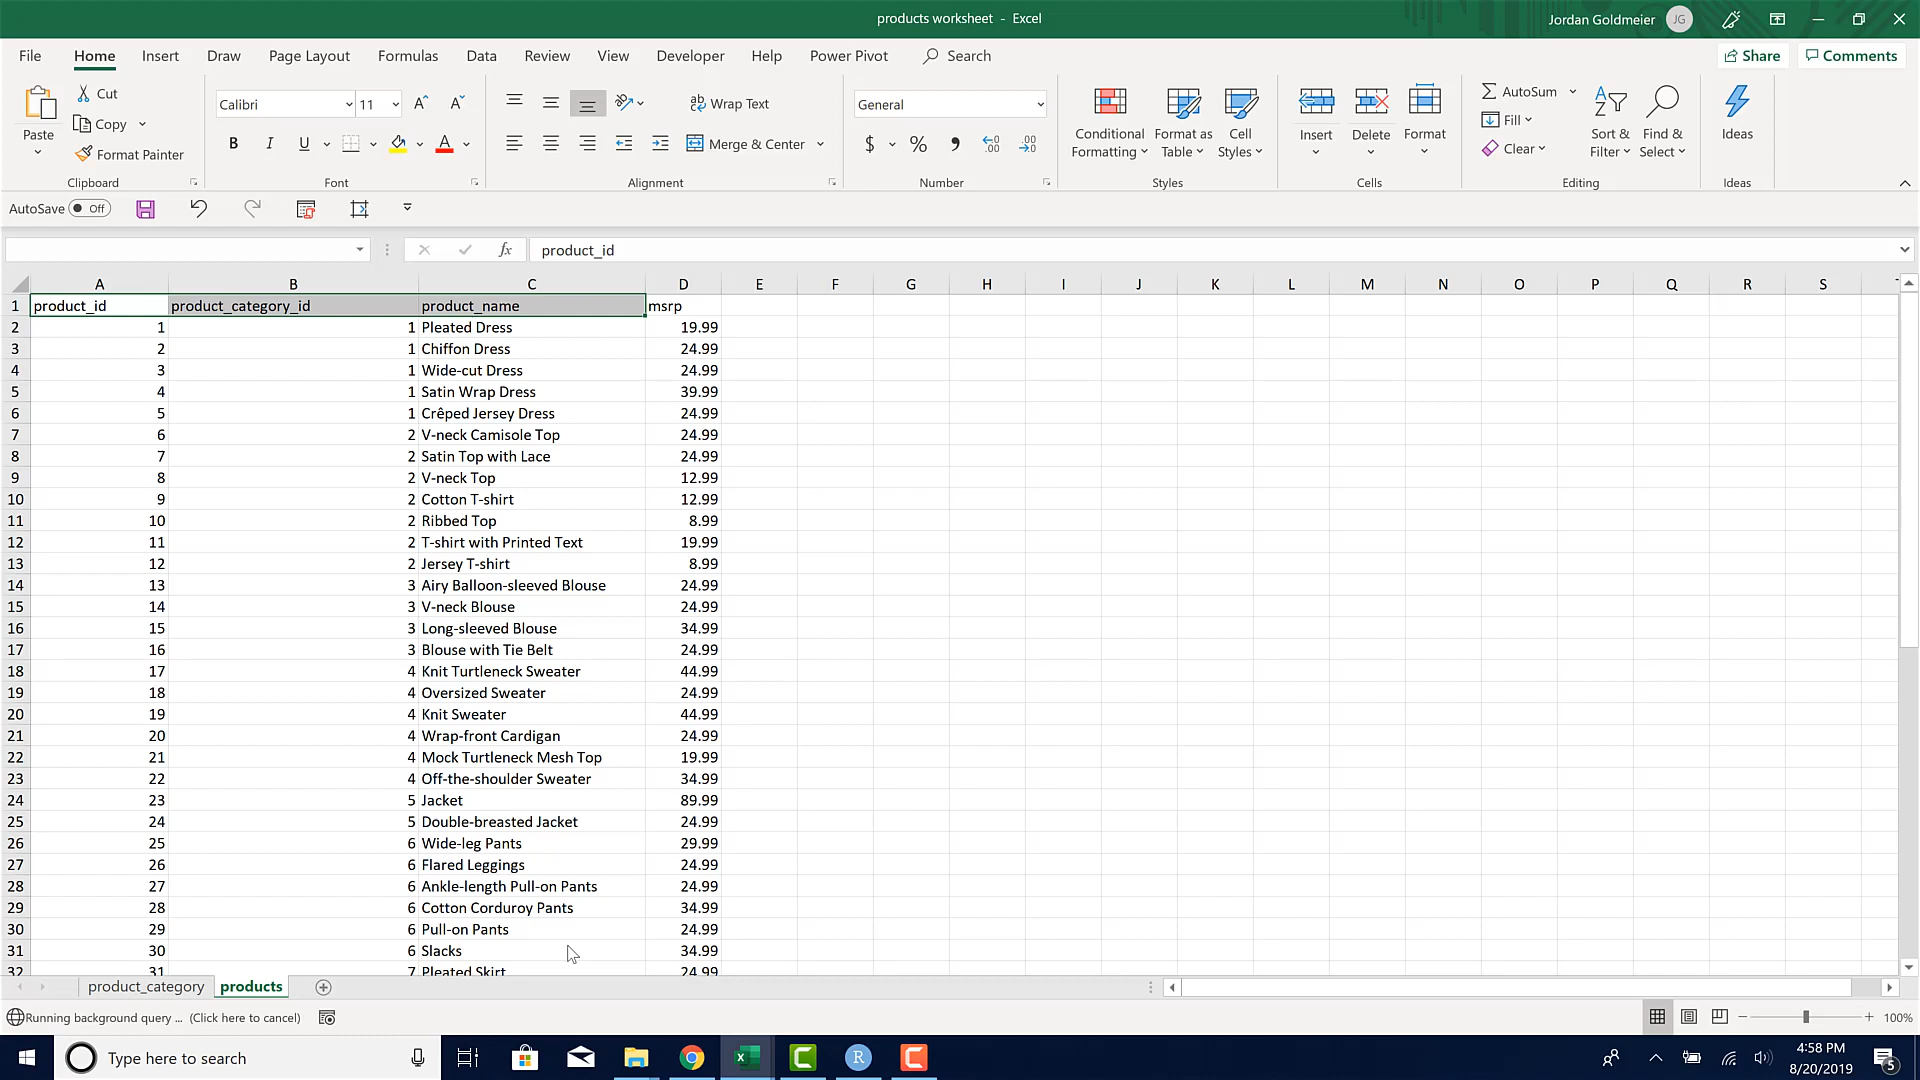 products worksheet - Excel
Jordan Goldmeier JG
File Home Insert Draw Page Layout Formulas Data Review View Developer Help Power Pivot Search Share Comments
Paste
Cut
Copy
Format Painter
Clipboard
Calibri 11
B I U A
Font
Wrap Text
Merge & Center
Alignment
General
$ % ,
Number
Conditional Formatting
Format as Table
Cell Styles
Styles
Insert
Delete
Format
Cells
AutoSum
Fill
Clear
Sort & Filter
Find & Select
Editing
Ideas
Ideas
AutoSave Off
fx product_id
A B C D E F G H I J K L M N O P Q R S
1 product_id product_category_id product_name msrp
2 1 1 Pleated Dress 19.99
3 2 1 Chiffon Dress 24.99
4 3 1 Wide-cut Dress 24.99
5 4 1 Satin Wrap Dress 39.99
6 5 1 Crêped Jersey Dress 24.99
7 6 2 V-neck Camisole Top 24.99
8 7 2 Satin Top with Lace 24.99
9 8 2 V-neck Top 12.99
10 9 2 Cotton T-shirt 12.99
11 10 2 Ribbed Top 8.99
12 11 2 T-shirt with Printed Text 19.99
13 12 2 Jersey T-shirt 8.99
14 13 3 Airy Balloon-sleeved Blouse 24.99
15 14 3 V-neck Blouse 24.99
16 15 3 Long-sleeved Blouse 34.99
17 16 3 Blouse with Tie Belt 24.99
18 17 4 Knit Turtleneck Sweater 44.99
19 18 4 Oversized Sweater 24.99
20 19 4 Knit Sweater 44.99
21 20 4 Wrap-front Cardigan 24.99
22 21 4 Mock Turtleneck Mesh Top 19.99
23 22 4 Off-the-shoulder Sweater 34.99
24 23 5 Jacket 89.99
25 24 5 Double-breasted Jacket 24.99
26 25 6 Wide-leg Pants 29.99
27 26 6 Flared Leggings 24.99
28 27 6 Ankle-length Pull-on Pants 24.99
29 28 6 Cotton Corduroy Pants 34.99
30 29 6 Pull-on Pants 24.99
31 30 6 Slacks 34.99
32 31 7 Pleated Skirt 24.99
product_category products
Running background query ... (Click here to cancel) 100%
Type here to search
4:58 PM
8/20/2019
5